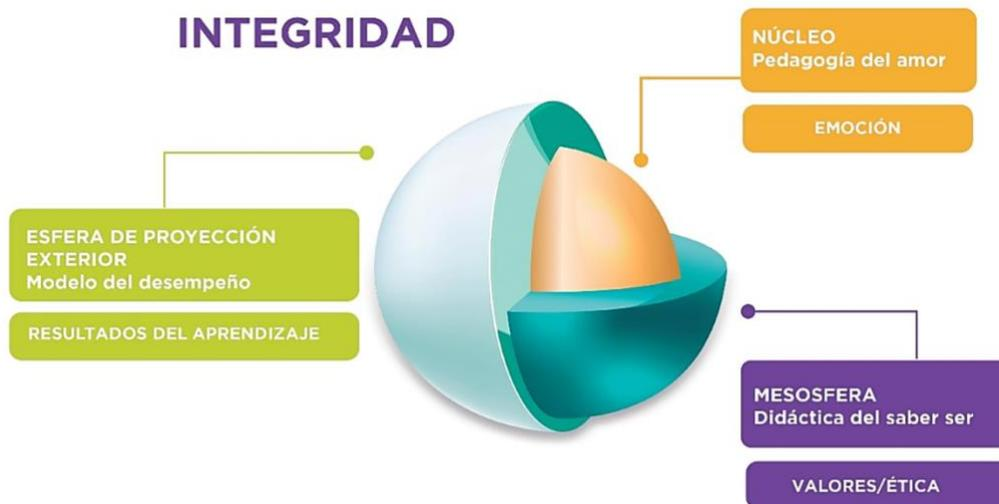 INTEGRIDAD
NÚCLEO
Pedagogía del amor
EMOCIÓN
ESFERA DE PROYECCIÓN
EXTERIOR
Modelo del desempeño
RESULTADOS DEL APRENDIZAJE
MESOSFERA
Didáctica del saber ser
VALORES/ÉTICA